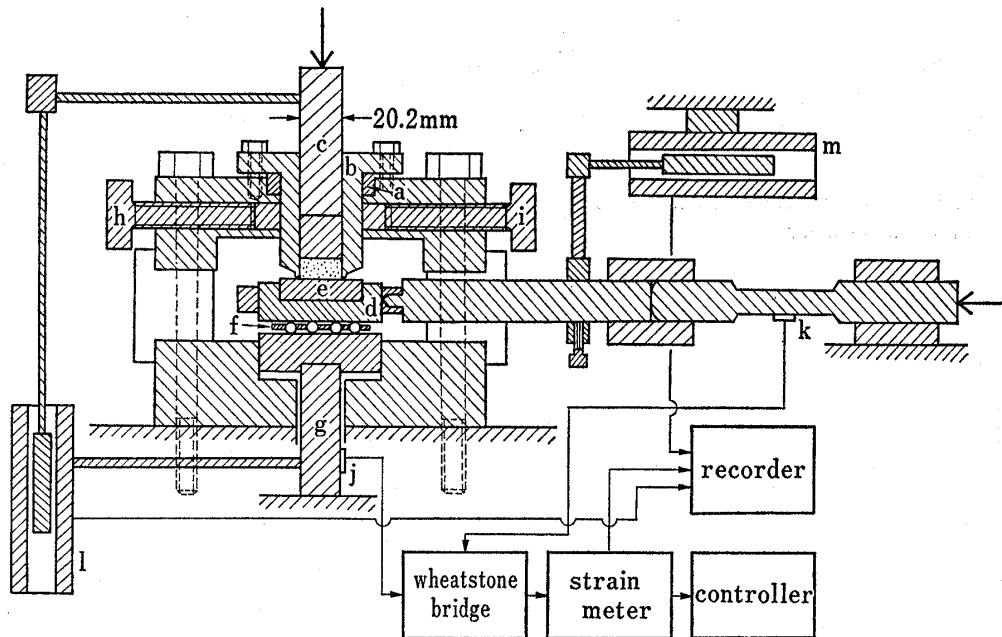 20.2mm
c
b
a
m
h
i
e
d
f
k
g
j
recorder
l
wheatstone
bridge
strain
meter
controller